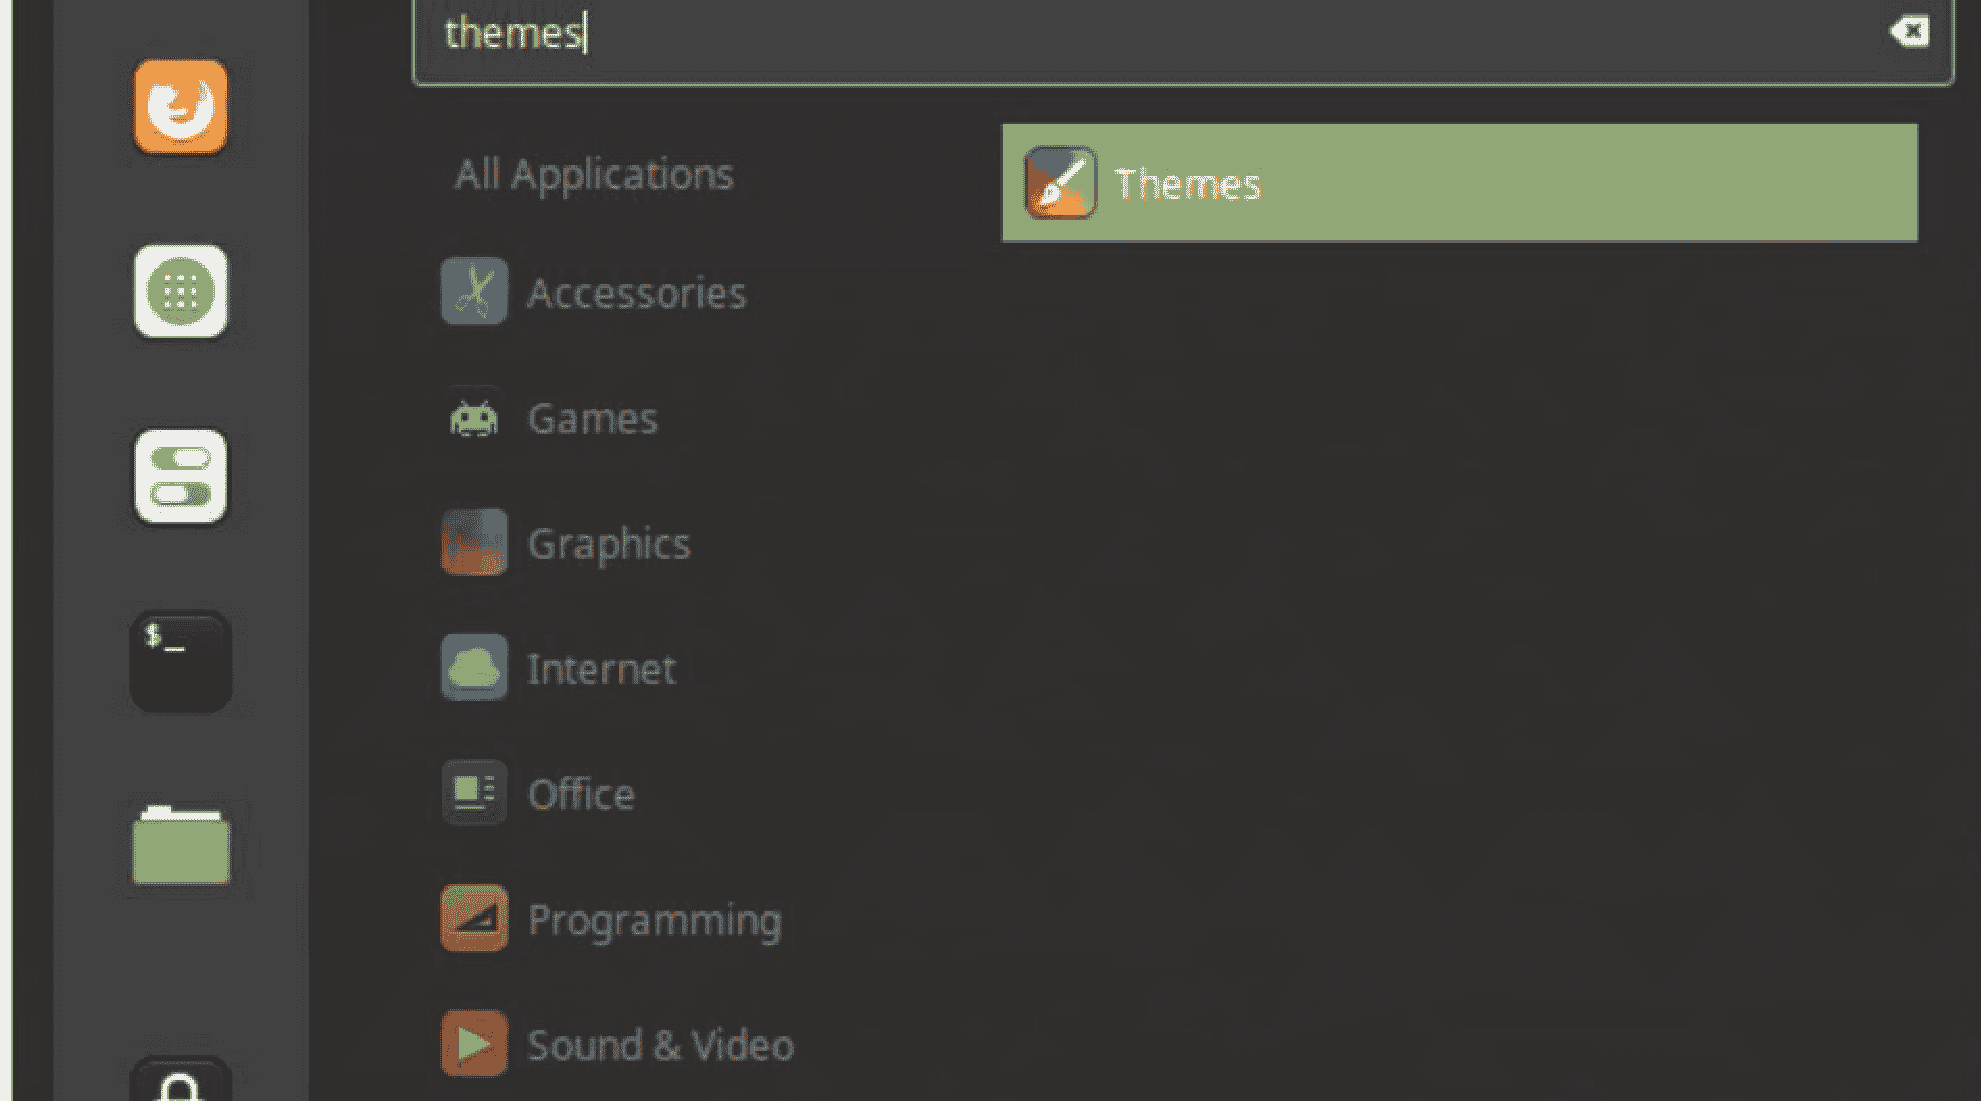 themes
All Applications
Themes
Accessories
Games
Graphics
Internet
$_
Office
Programming
Sound & Video